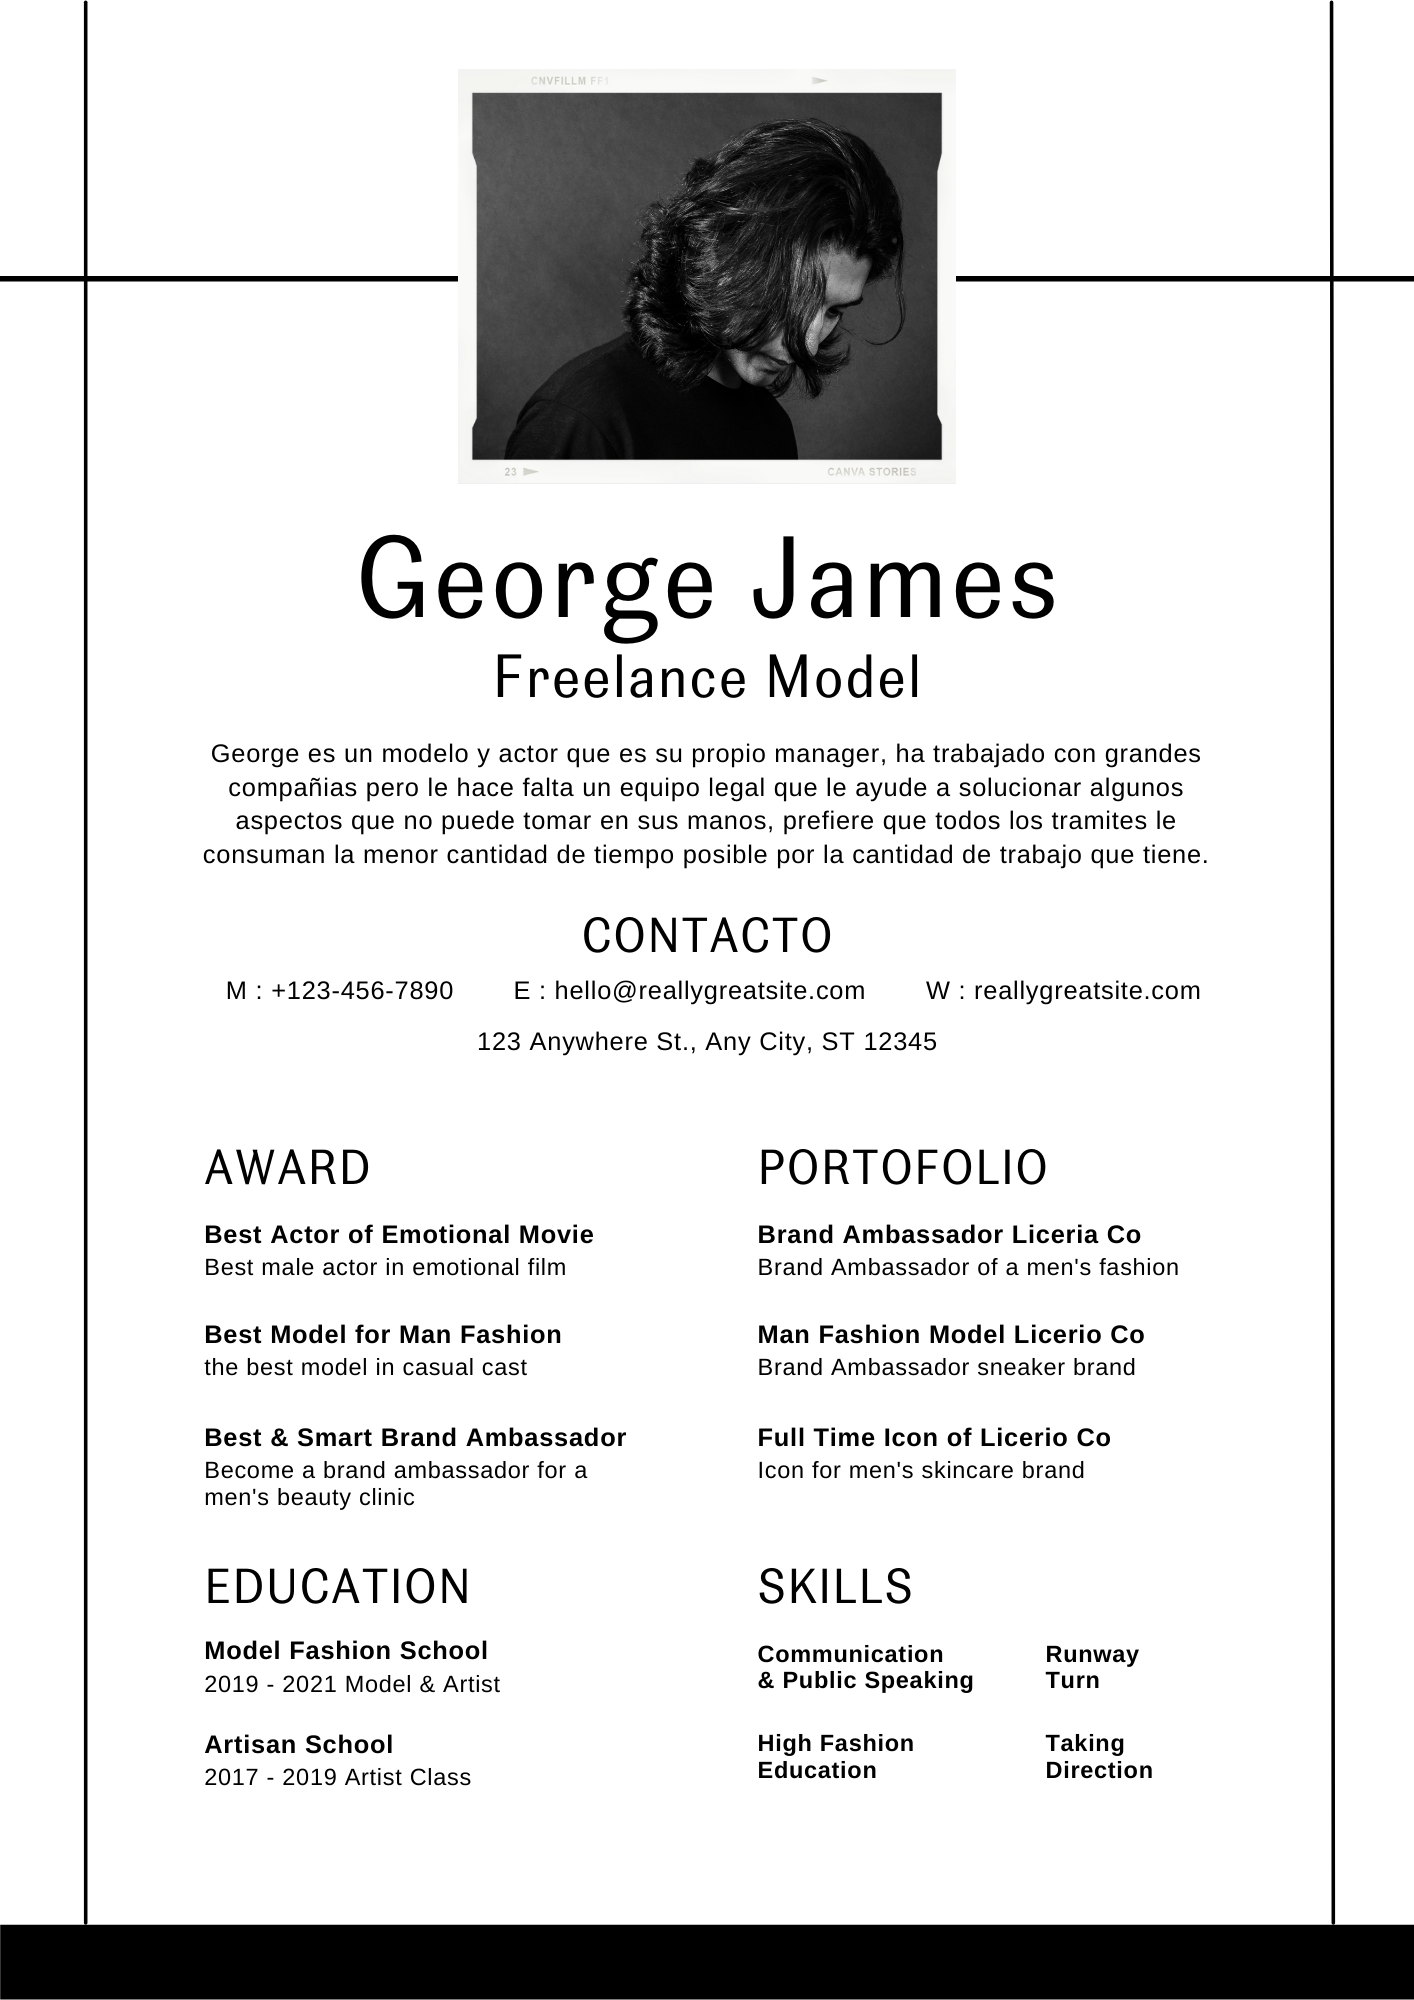 CNVFILLM FF1
23
CANVA STORIES
George James
Freelance Model
George es un modelo y actor que es su propio manager, ha trabajado con grandes
compañias pero le hace falta un equipo legal que le ayude a solucionar algunos
aspectos que no puede tomar en sus manos, prefiere que todos los tramites le
consuman la menor cantidad de tiempo posible por la cantidad de trabajo que tiene.
CONTACTO
M : +123-456-7890 E : hello@reallygreatsite.com W : reallygreatsite.com
123 Anywhere St., Any City, ST 12345
AWARD
Best Actor of Emotional Movie
Best male actor in emotional film
Best Model for Man Fashion
the best model in casual cast
Best & Smart Brand Ambassador
Become a brand ambassador for a
men's beauty clinic
PORTOFOLIO
Brand Ambassador Liceria Co
Brand Ambassador of a men's fashion
Man Fashion Model Licerio Co
Brand Ambassador sneaker brand
Full Time Icon of Licerio Co
Icon for men's skincare brand
EDUCATION
Model Fashion School
2019 - 2021 Model & Artist
Artisan School
2017 - 2019 Artist Class
SKILLS
Communication
& Public Speaking
Runway
Turn
High Fashion
Education
Taking
Direction